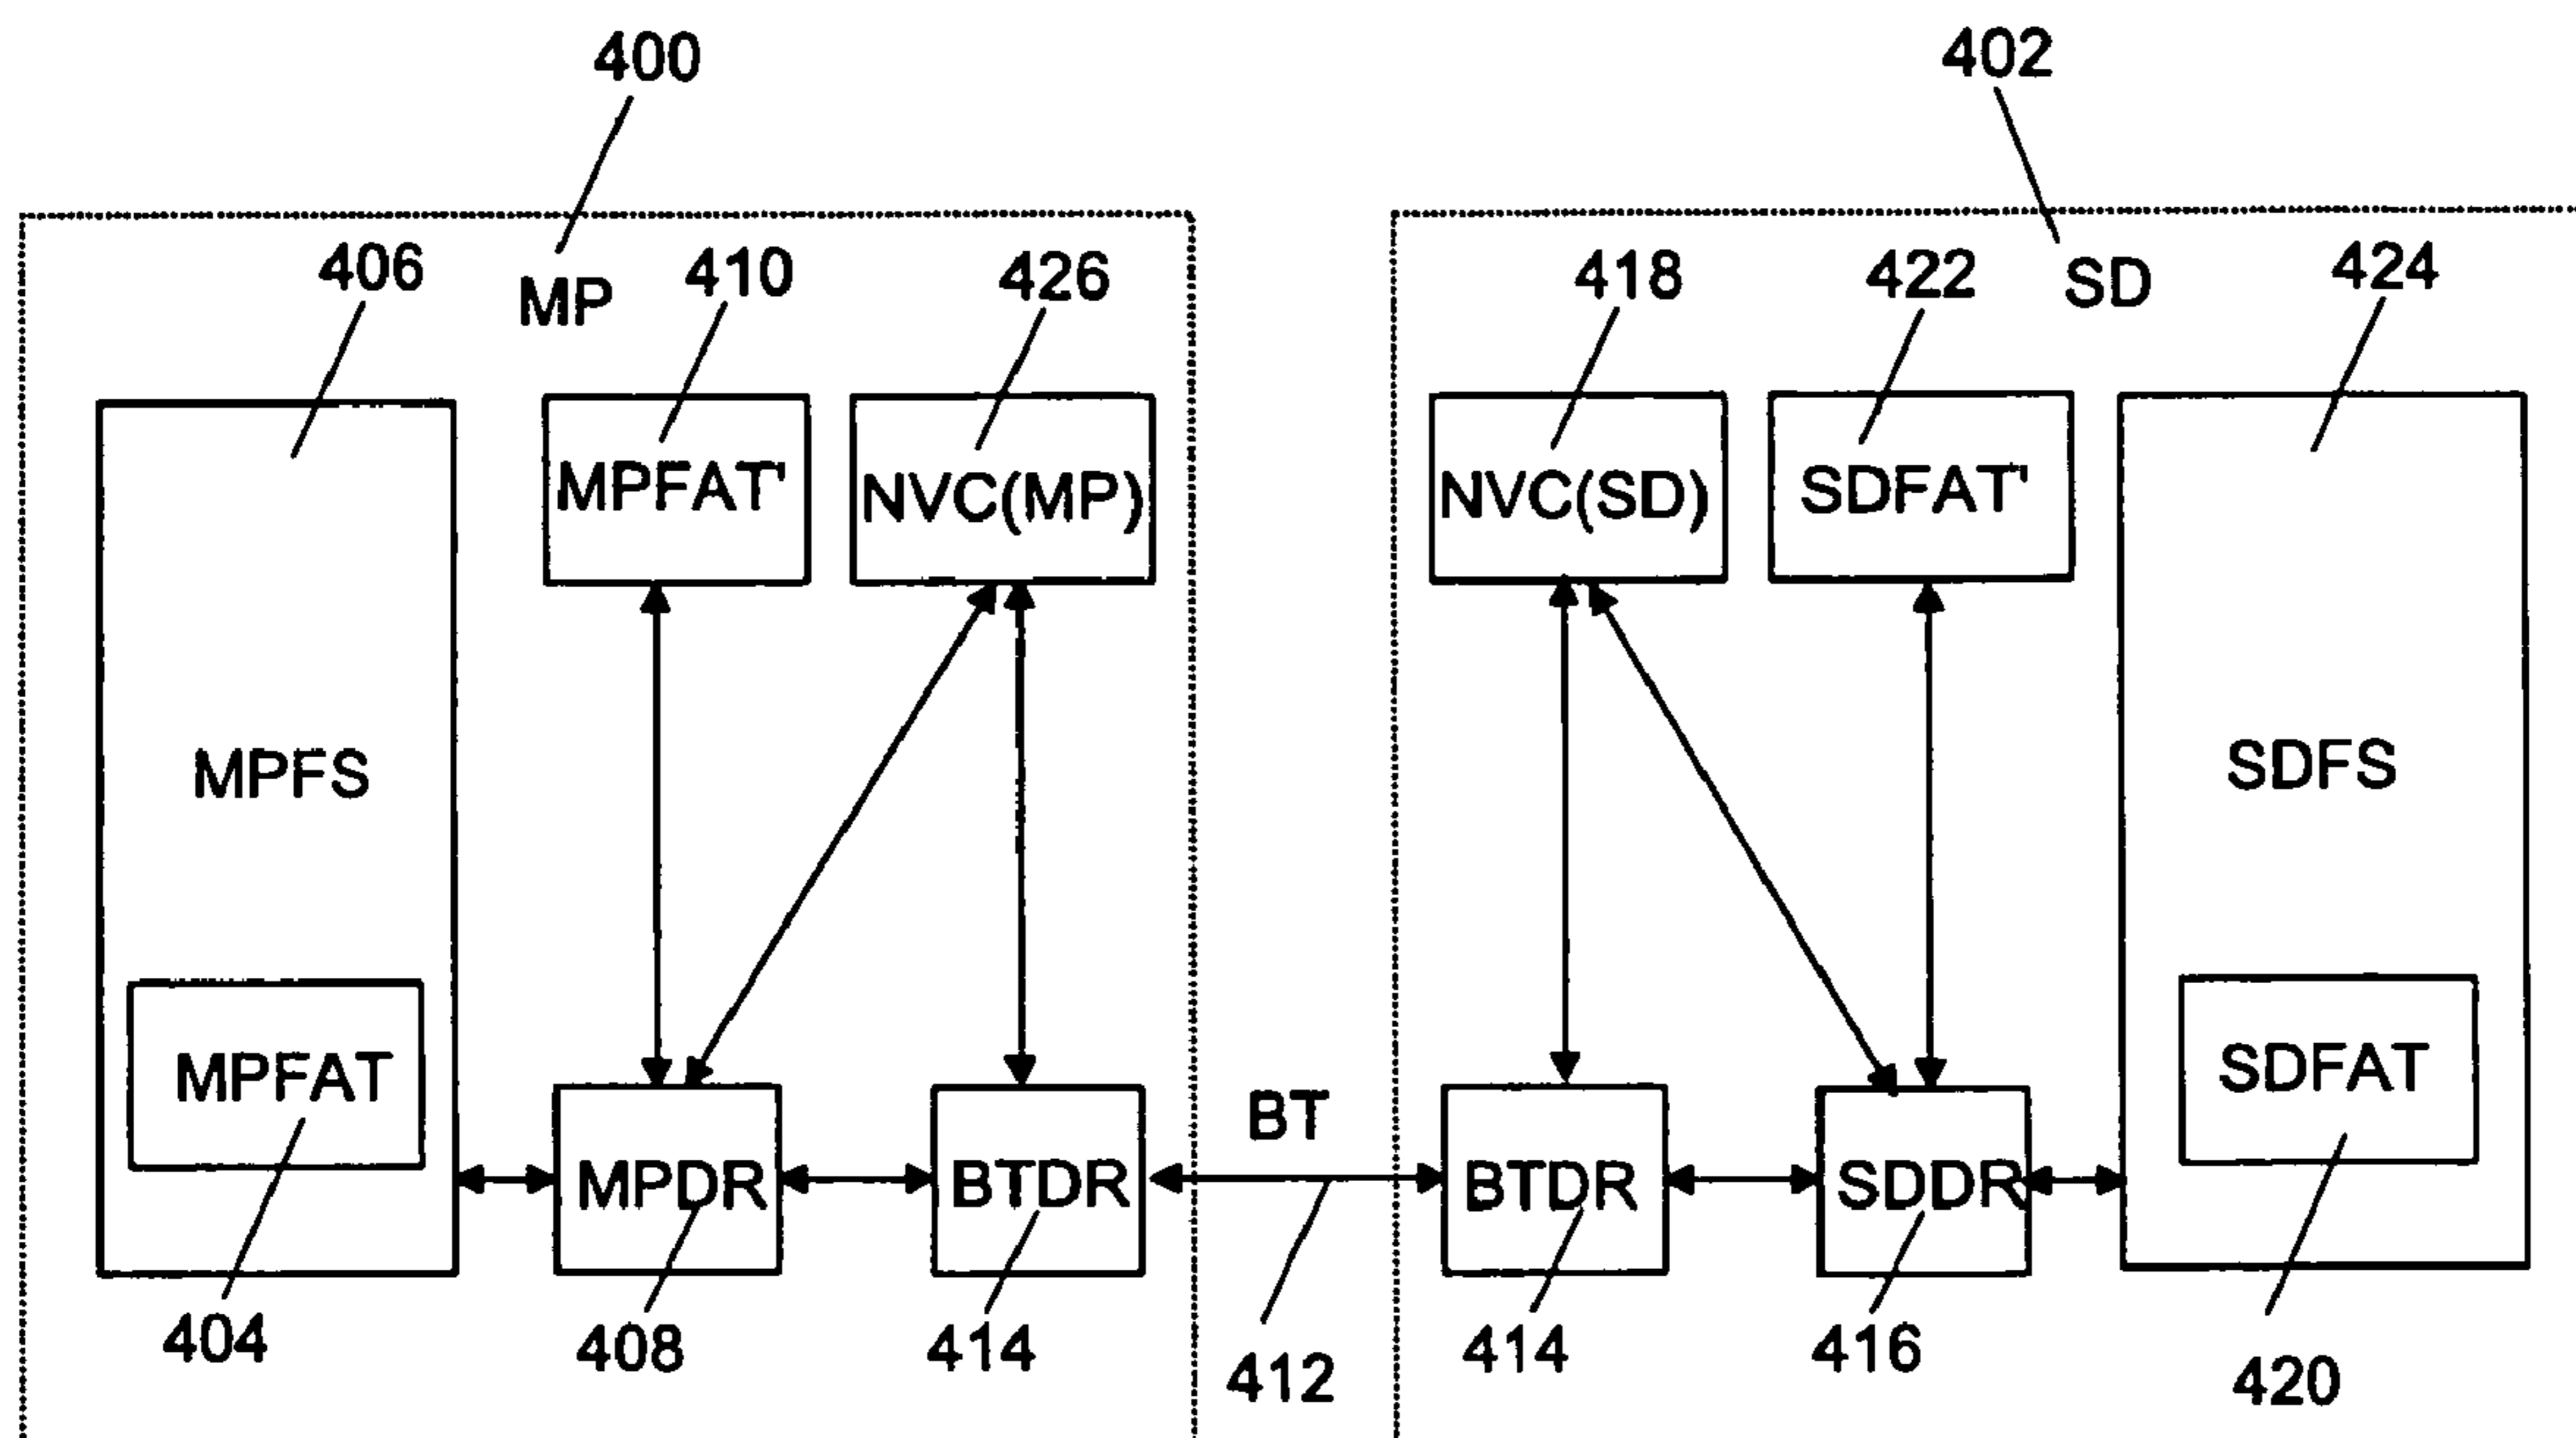 400
402
406
MP
410
426
418
422
SD
424
MPFAT'
NVC(MP)
NVC(SD)
SDFAT'
MPFS
SDFS
MPFAT
SDFAT
BT
MPDR
BTDR
BTDR
SDDR
404
408
414
412
414
416
420